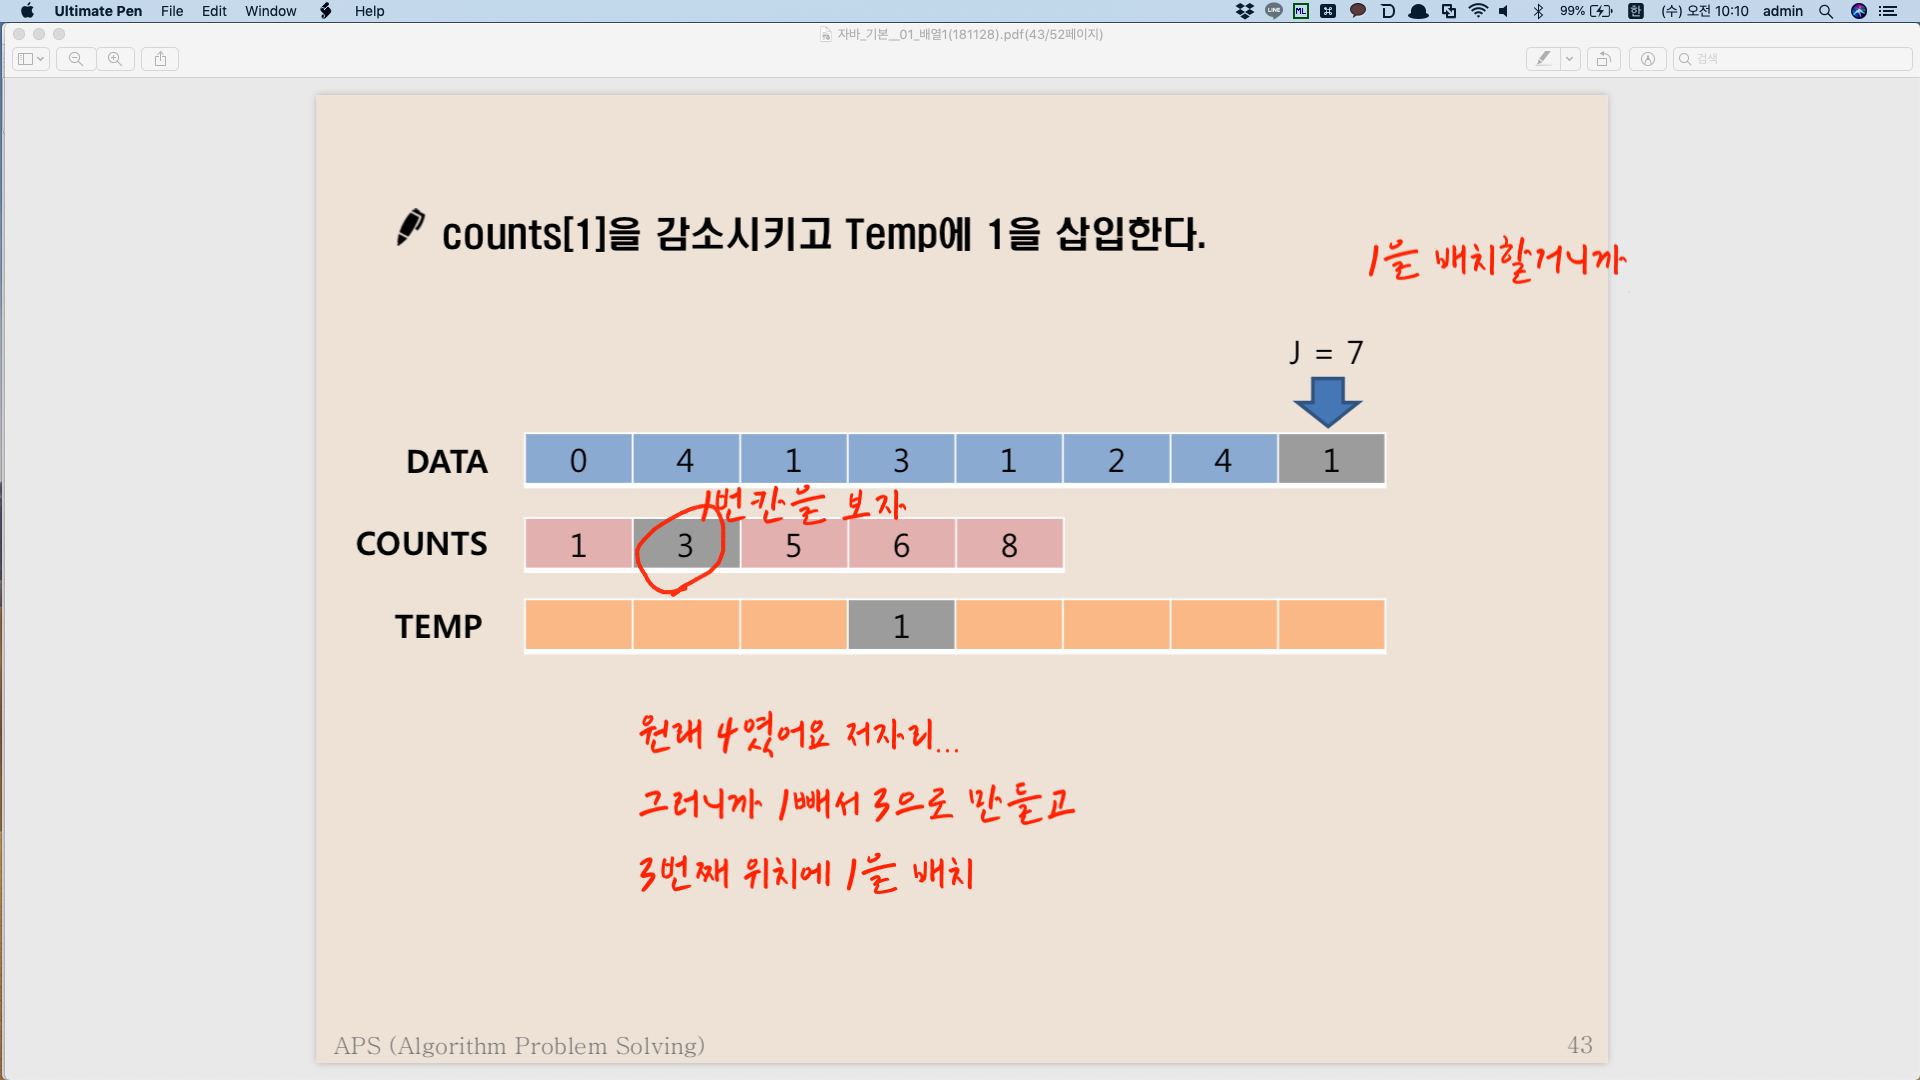 Ultimate Pen File Edit Window Help 99% 한 (수) 오전 10:10 admin
자바_기본__01_배열1(181128).pdf(43/52페이지)
검색
counts[1]을 감소시키고 Temp에 1을 삽입한다.
1을 배치할거니까
J = 7
DATA 0 4 1 3 1 2 4 1
1번칸을 보자
COUNTS 1 3 5 6 8
TEMP 1
원래 4였어요 저자리...
그러니까 1빼서 3으로 만들고
3번째 위치에 1을 배치
APS (Algorithm Problem Solving) 43